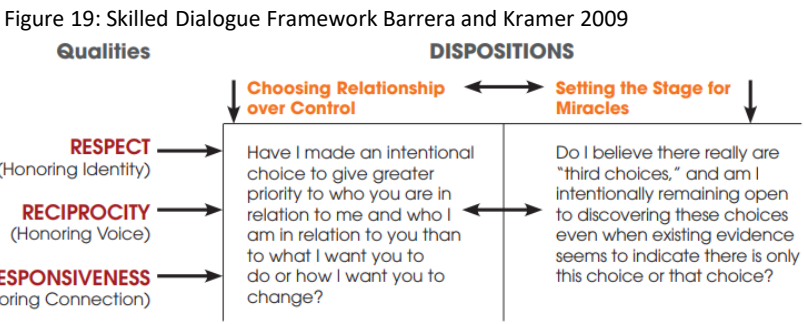 Figure 19: Skilled Dialogue Framework Barrera and Kramer 2009
Qualities
DISPOSITIONS
Choosing Relationship
over Control
Setting the Stage for
Miracles
RESPECT
(Honoring Identity)
RECIPROCITY
(Honoring Voice)
ESPONSIVENESS
oring Connection)
Have I made an intentional
choice to give greater
priority to who you are in
relation to me and who I
am in relation to you than
to what I want you to
do or how I want you to
change?
Do I believe there really are
"third choices," and am I
intentionally remaining open
to discovering these choices
even when existing evidence
seems to indicate there is only
this choice or that choice?